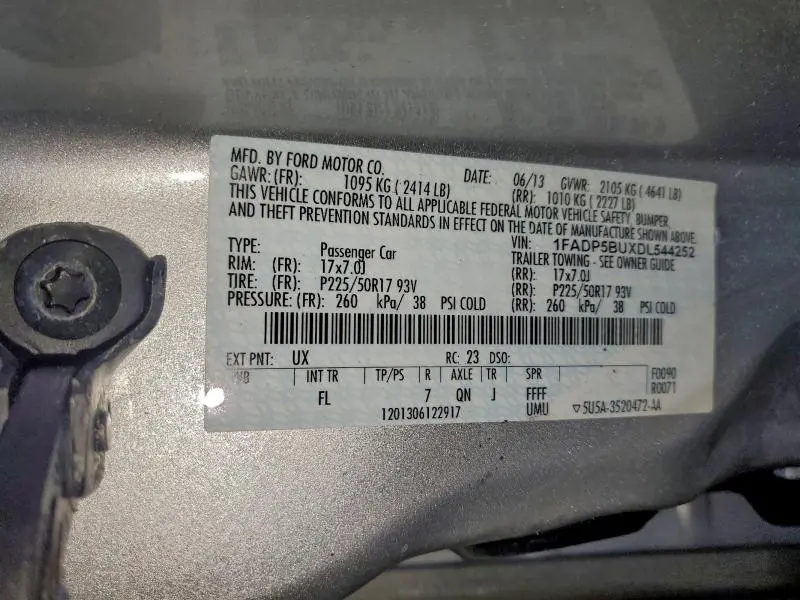 MFD. BY FORD MOTOR CO.
DATE: 06/13 GVWR: 2105 KG ( 4641 LB)
GAWR: (FR): 1095 KG ( 2414 LB) (RR): 1010 KG ( 2227 LB)
THIS VEHICLE CONFORMS TO ALL APPLICABLE FEDERAL MOTOR VEHICLE SAFETY, BUMPER,
AND THEFT PREVENTION STANDARDS IN EFFECT ON THE DATE OF MANUFACTURE SHOWN ABOVE.
VIN: 1FADP5BUXDL544252
TYPE: Passenger Car TRAILER TOWING - SEE OWNER GUIDE
RIM: (FR): 17x7.0J (RR): 17x7.0J
TIRE: (FR): P225/50R17 93V (RR): P225/50R17 93V
PRESSURE: (FR): 260 kPa/ 38 PSI COLD (RR): 260 kPa/ 38 PSI COLD
EXT PNT: UX RC: 23 DSO:
WB INT TR TP/PS R AXLE TR SPR F0090
R0071
FL 7 QN J FFFF
1201306122917 UMU ▽5U5A-3520472-AA